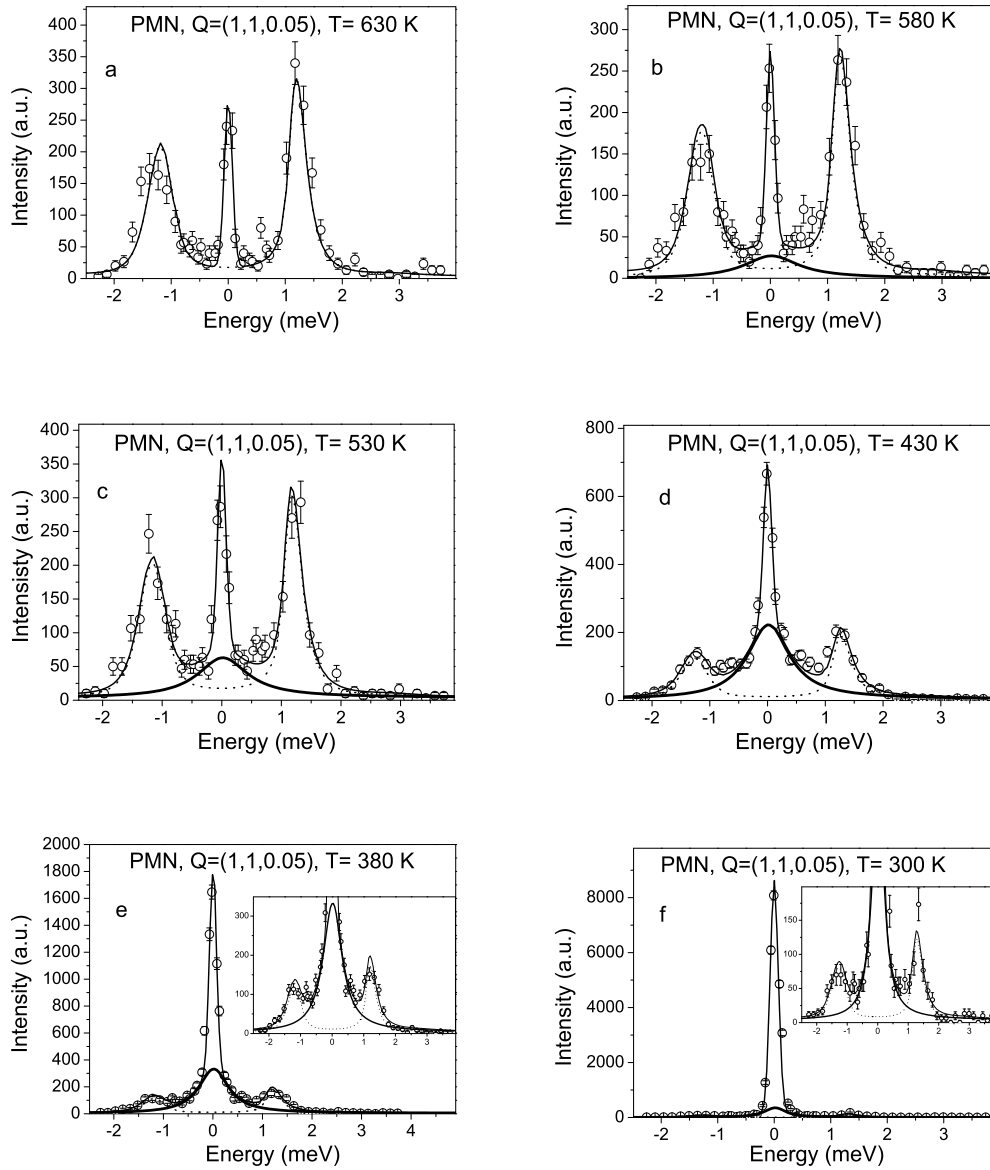 PMN, Q=(1,1,0.05), T= 630 K
a
Intensity (a.u.)
400
350
300
250
200
150
100
50
0
-2 -1 0 1 2 3
Energy (meV)
PMN, Q=(1,1,0.05), T= 580 K
b
Intensity (a.u.)
300
250
200
150
100
50
0
-2 -1 0 1 2 3
Energy (meV)
PMN, Q=(1,1,0.05), T= 530 K
c
Intensisty (a.u.)
400
350
300
250
200
150
100
50
0
-2 -1 0 1 2 3
Energy (meV)
PMN, Q=(1,1,0.05), T= 430 K
d
Intensity (a.u.)
800
600
400
200
0
-2 -1 0 1 2 3
Energy (meV)
PMN, Q=(1,1,0.05), T= 380 K
e
Intensity (a.u.)
2000
1800
1600
1400
1200
1000
800
600
400
200
0
300
200
100
0
-2 -1 0 1 2 3
-2 -1 0 1 2 3 4
Energy (meV)
PMN, Q=(1,1,0.05), T= 300 K
f
Intensity (a.u.)
8000
6000
4000
2000
0
150
100
50
0
-2 -1 0 1 2 3
-2 -1 0 1 2 3
Energy (meV)